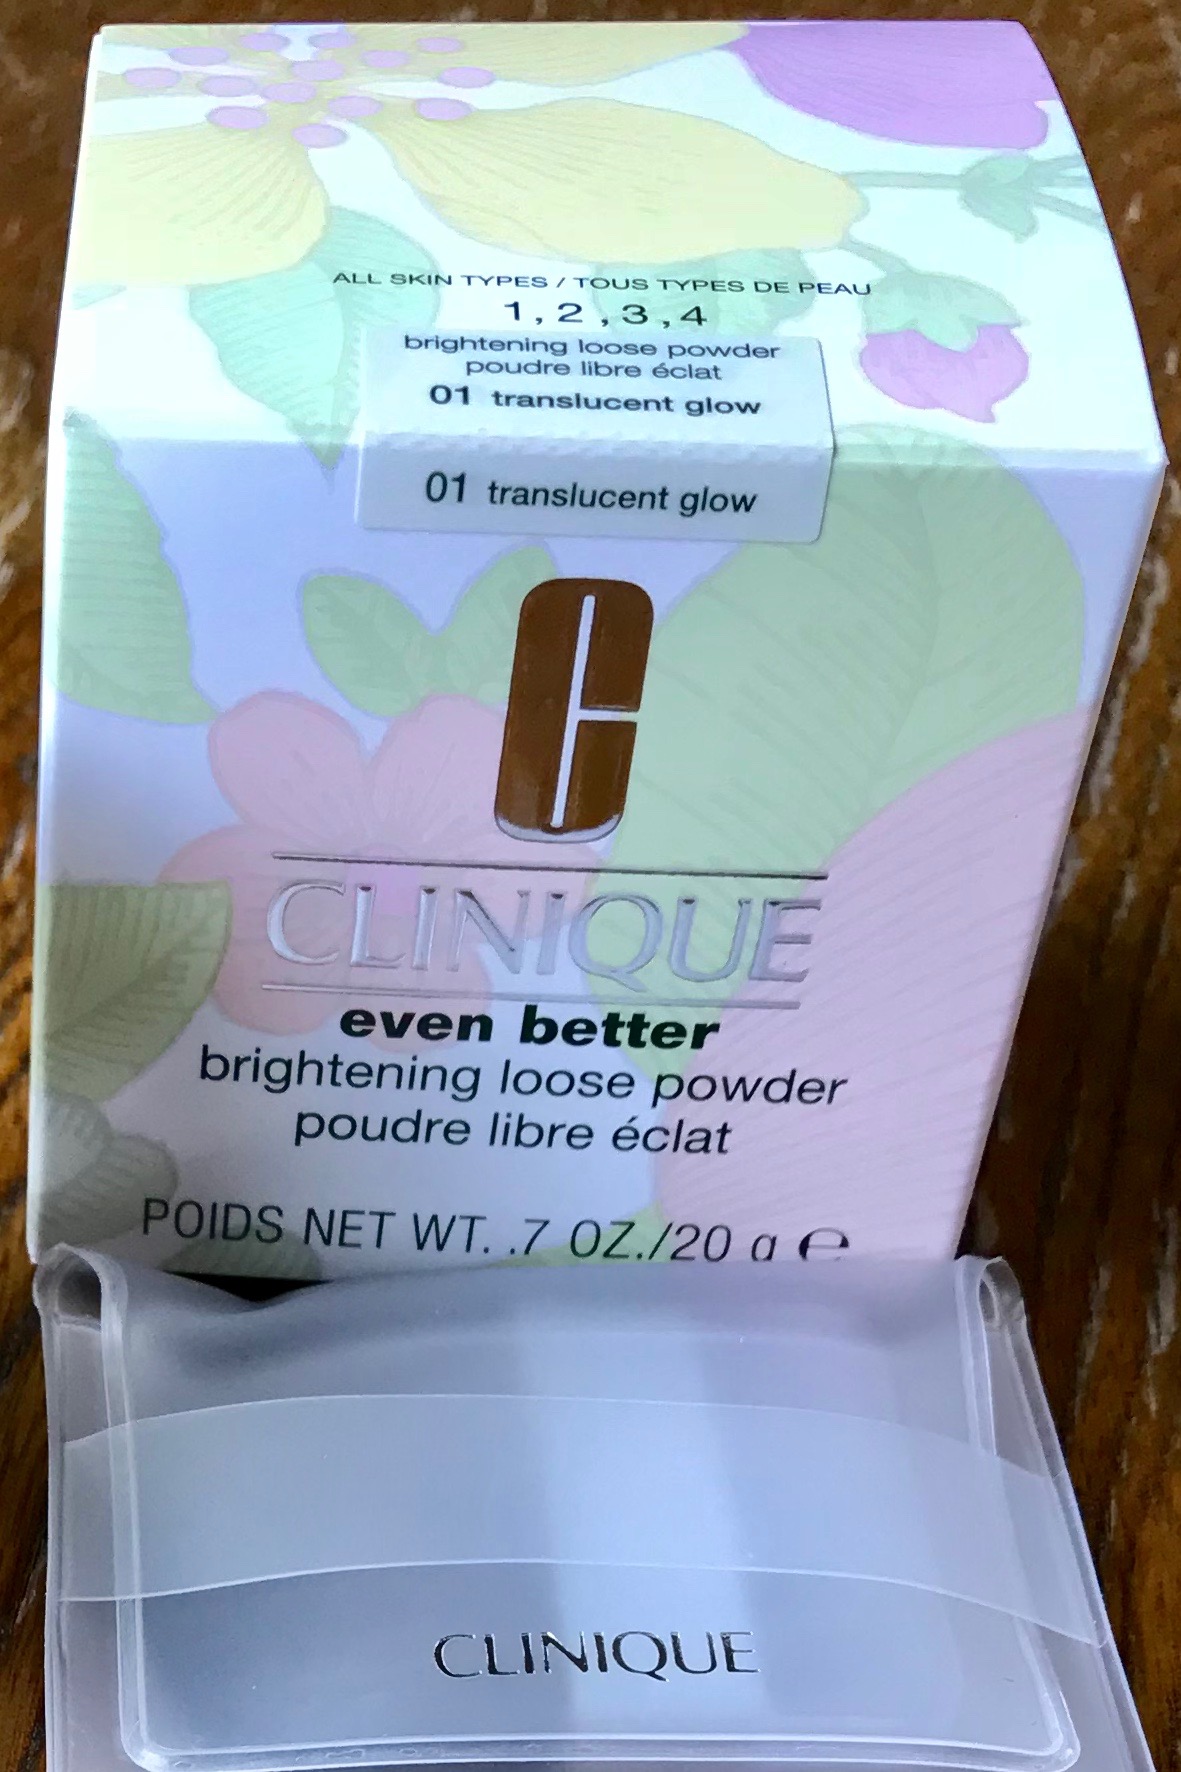 ALL SKIN TYPES / TOUS TYPES DE PEAU
1, 2, 3, 4
brightening loose powder
poudre libre éclat
01 translucent glow
01 translucent glow
CLINIQUE
even better
brightening loose powder
poudre libre éclat
POIDS NET WT. .7 OZ./20 g ℮
CLINIQUE